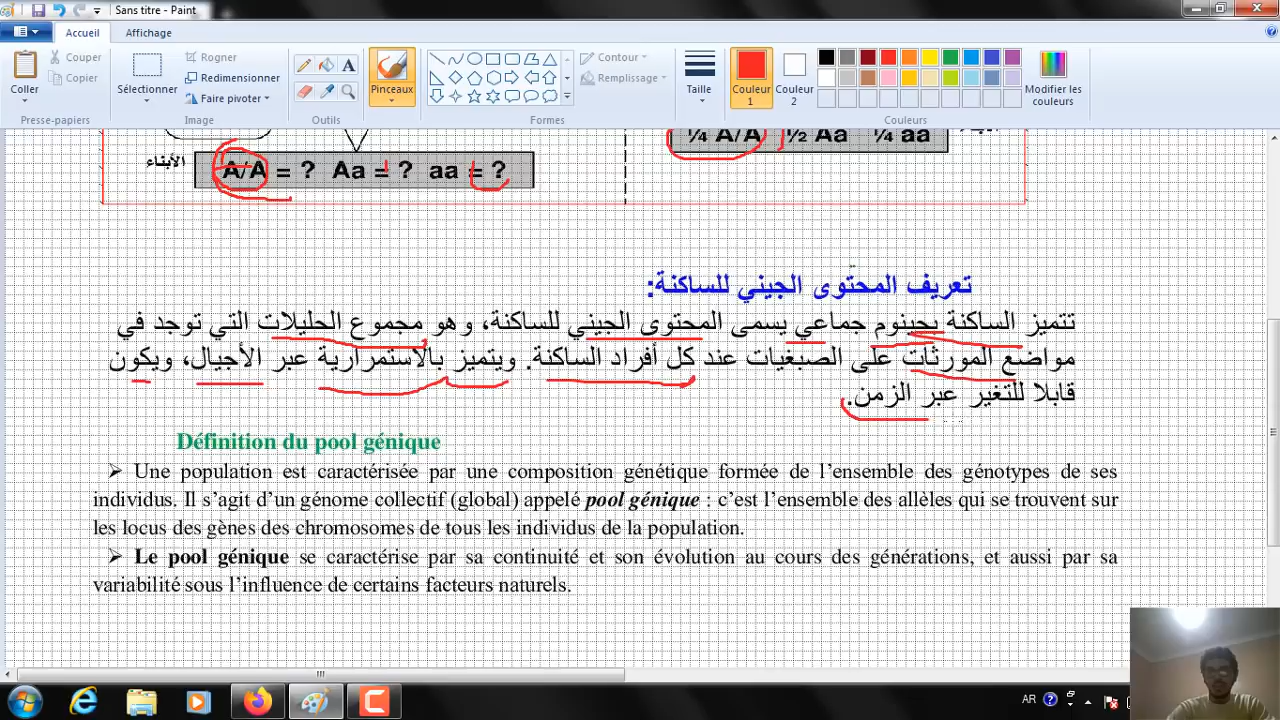 Sans titre - Paint
Accueil Affichage
Coller
Couper
Copier
Presse-papiers
Sélectionner
Rogner
Redimensionner
Faire pivoter
Image
Outils
Pinceaux
Formes
Contour
Remplissage
Taille
Couleur 1
Couleur 2
Modifier les couleurs
Couleurs
¼ A/A ½ Aa ¼ aa
الأبناء
A/A = ? Aa = ? aa = ?
تعريف المحتوى الجيني للساكنة:
تتميز الساكنة بجينوم جماعي يسمى المحتوى الجيني للساكنة، وهو مجموع الحليلات التي توجد في
مواضع المورثات على الصبغيات عند كل أفراد الساكنة. ويتميز بالاستمرارية عبر الأجيال، ويكون
قابلا للتغير عبر الزمن.
Définition du pool génique
➢ Une population est caractérisée par une composition génétique formée de l’ensemble des génotypes de ses
individus. Il s’agit d’un génome collectif (global) appelé pool génique : c’est l’ensemble des allèles qui se trouvent sur
les locus des gènes des chromosomes de tous les individus de la population.
➢ Le pool génique se caractérise par sa continuité et son évolution au cours des générations, et aussi par sa
variabilité sous l’influence de certains facteurs naturels.
AR